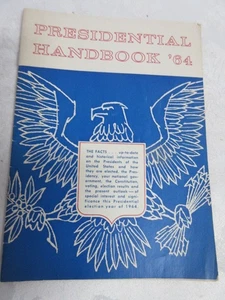 PRESIDENTIAL
HANDBOOK '64
THE FACTS . . . up-to-date
and historical information
on the Presidents of the
United States and how
they are elected, the Pres-
idency, your national gov-
ernment, the Constitution,
voting, election results and
the present outlook—of
special interest and signi-
ficance this Presidential
election year of 1964.